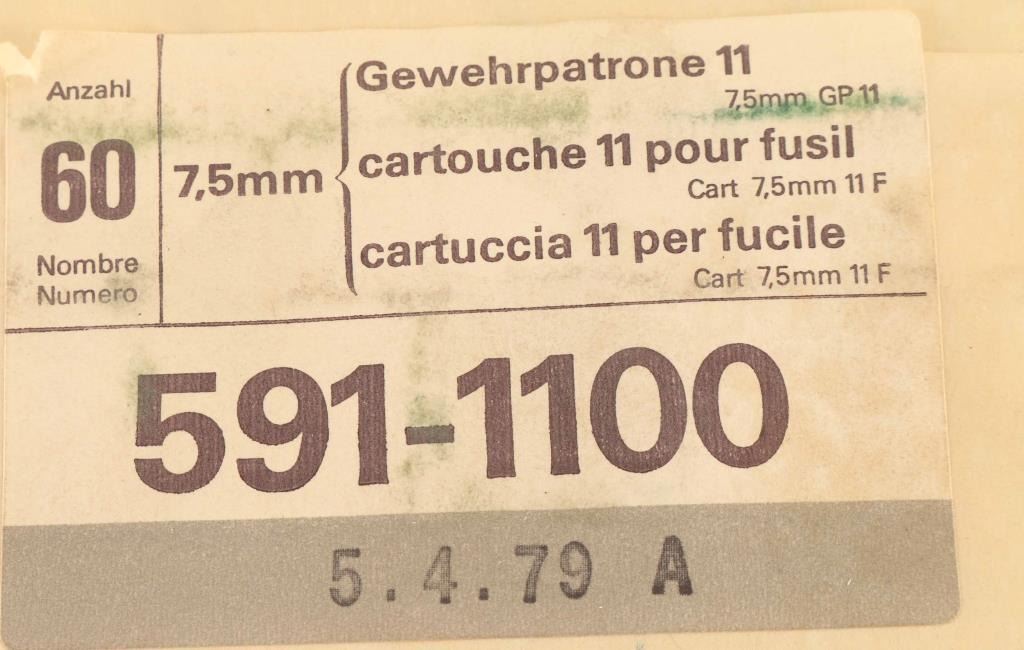 Anzahl
60
Nombre
Numero
7,5mm
Gewehrpatrone 11
7,5mm GP 11
cartouche 11 pour fusil
Cart 7,5mm 11 F
cartuccia 11 per fucile
Cart 7,5mm 11 F
591-1100
5.4.79 A